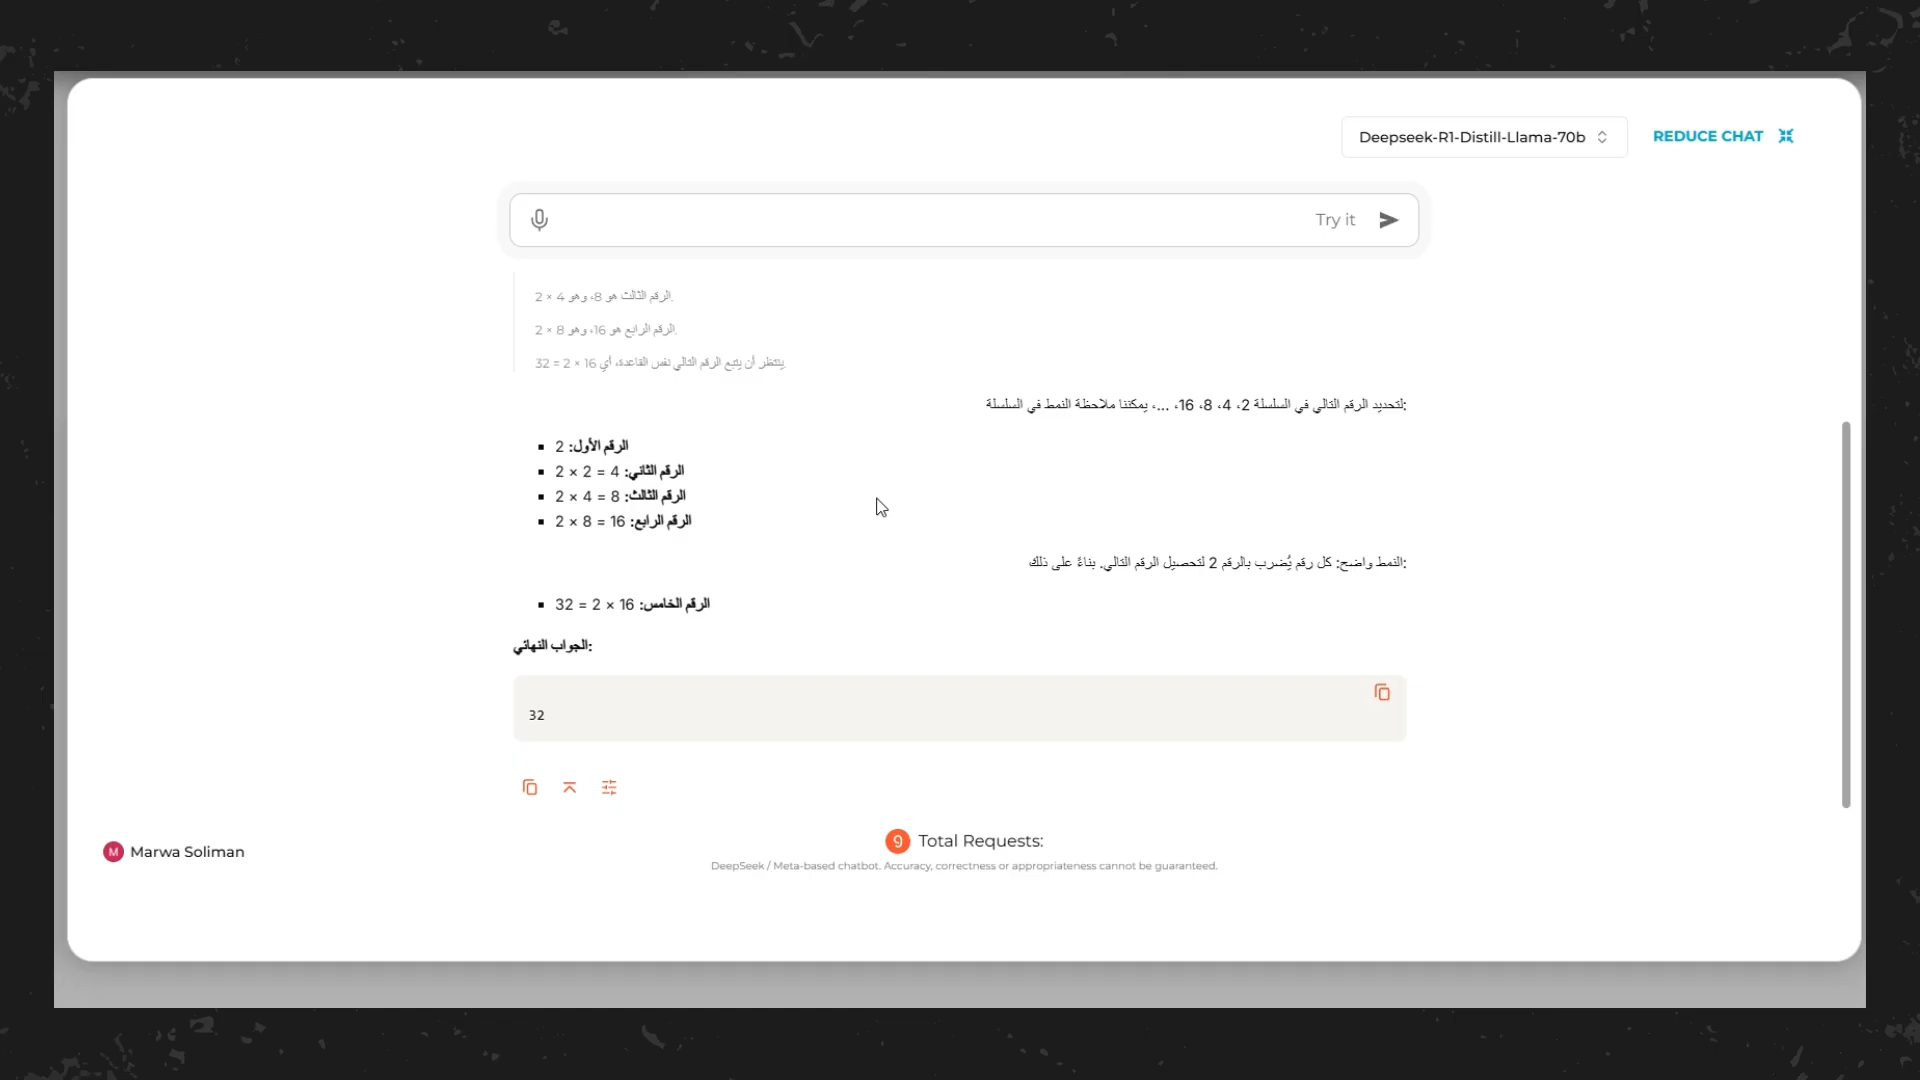 Deepseek-R1-Distill-Llama-70b
REDUCE CHAT
Try it
الرقم الثالث هو 8، وهو 4 × 2.
الرقم الرابع هو 16، وهو 8 × 2.
ينتظر أن يتبع الرقم التالي نفس القاعدة، أي 16 × 2 = 32.
لتحديد الرقم التالي في السلسلة 2، 4، 8، 16، ...، يمكننا ملاحظة النمط في السلسلة:
الرقم الأول: 2
الرقم الثاني: 4 = 2 × 2
الرقم الثالث: 8 = 4 × 2
الرقم الرابع: 16 = 8 × 2
النمط واضح: كل رقم يُضرب بالرقم 2 لتحصيل الرقم التالي. بناءً على ذلك:
الرقم الخامس: 16 × 2 = 32
الجواب النهائي:
32
9 Total Requests:
M Marwa Soliman
DeepSeek / Meta-based chatbot. Accuracy, correctness or appropriateness cannot be guaranteed.